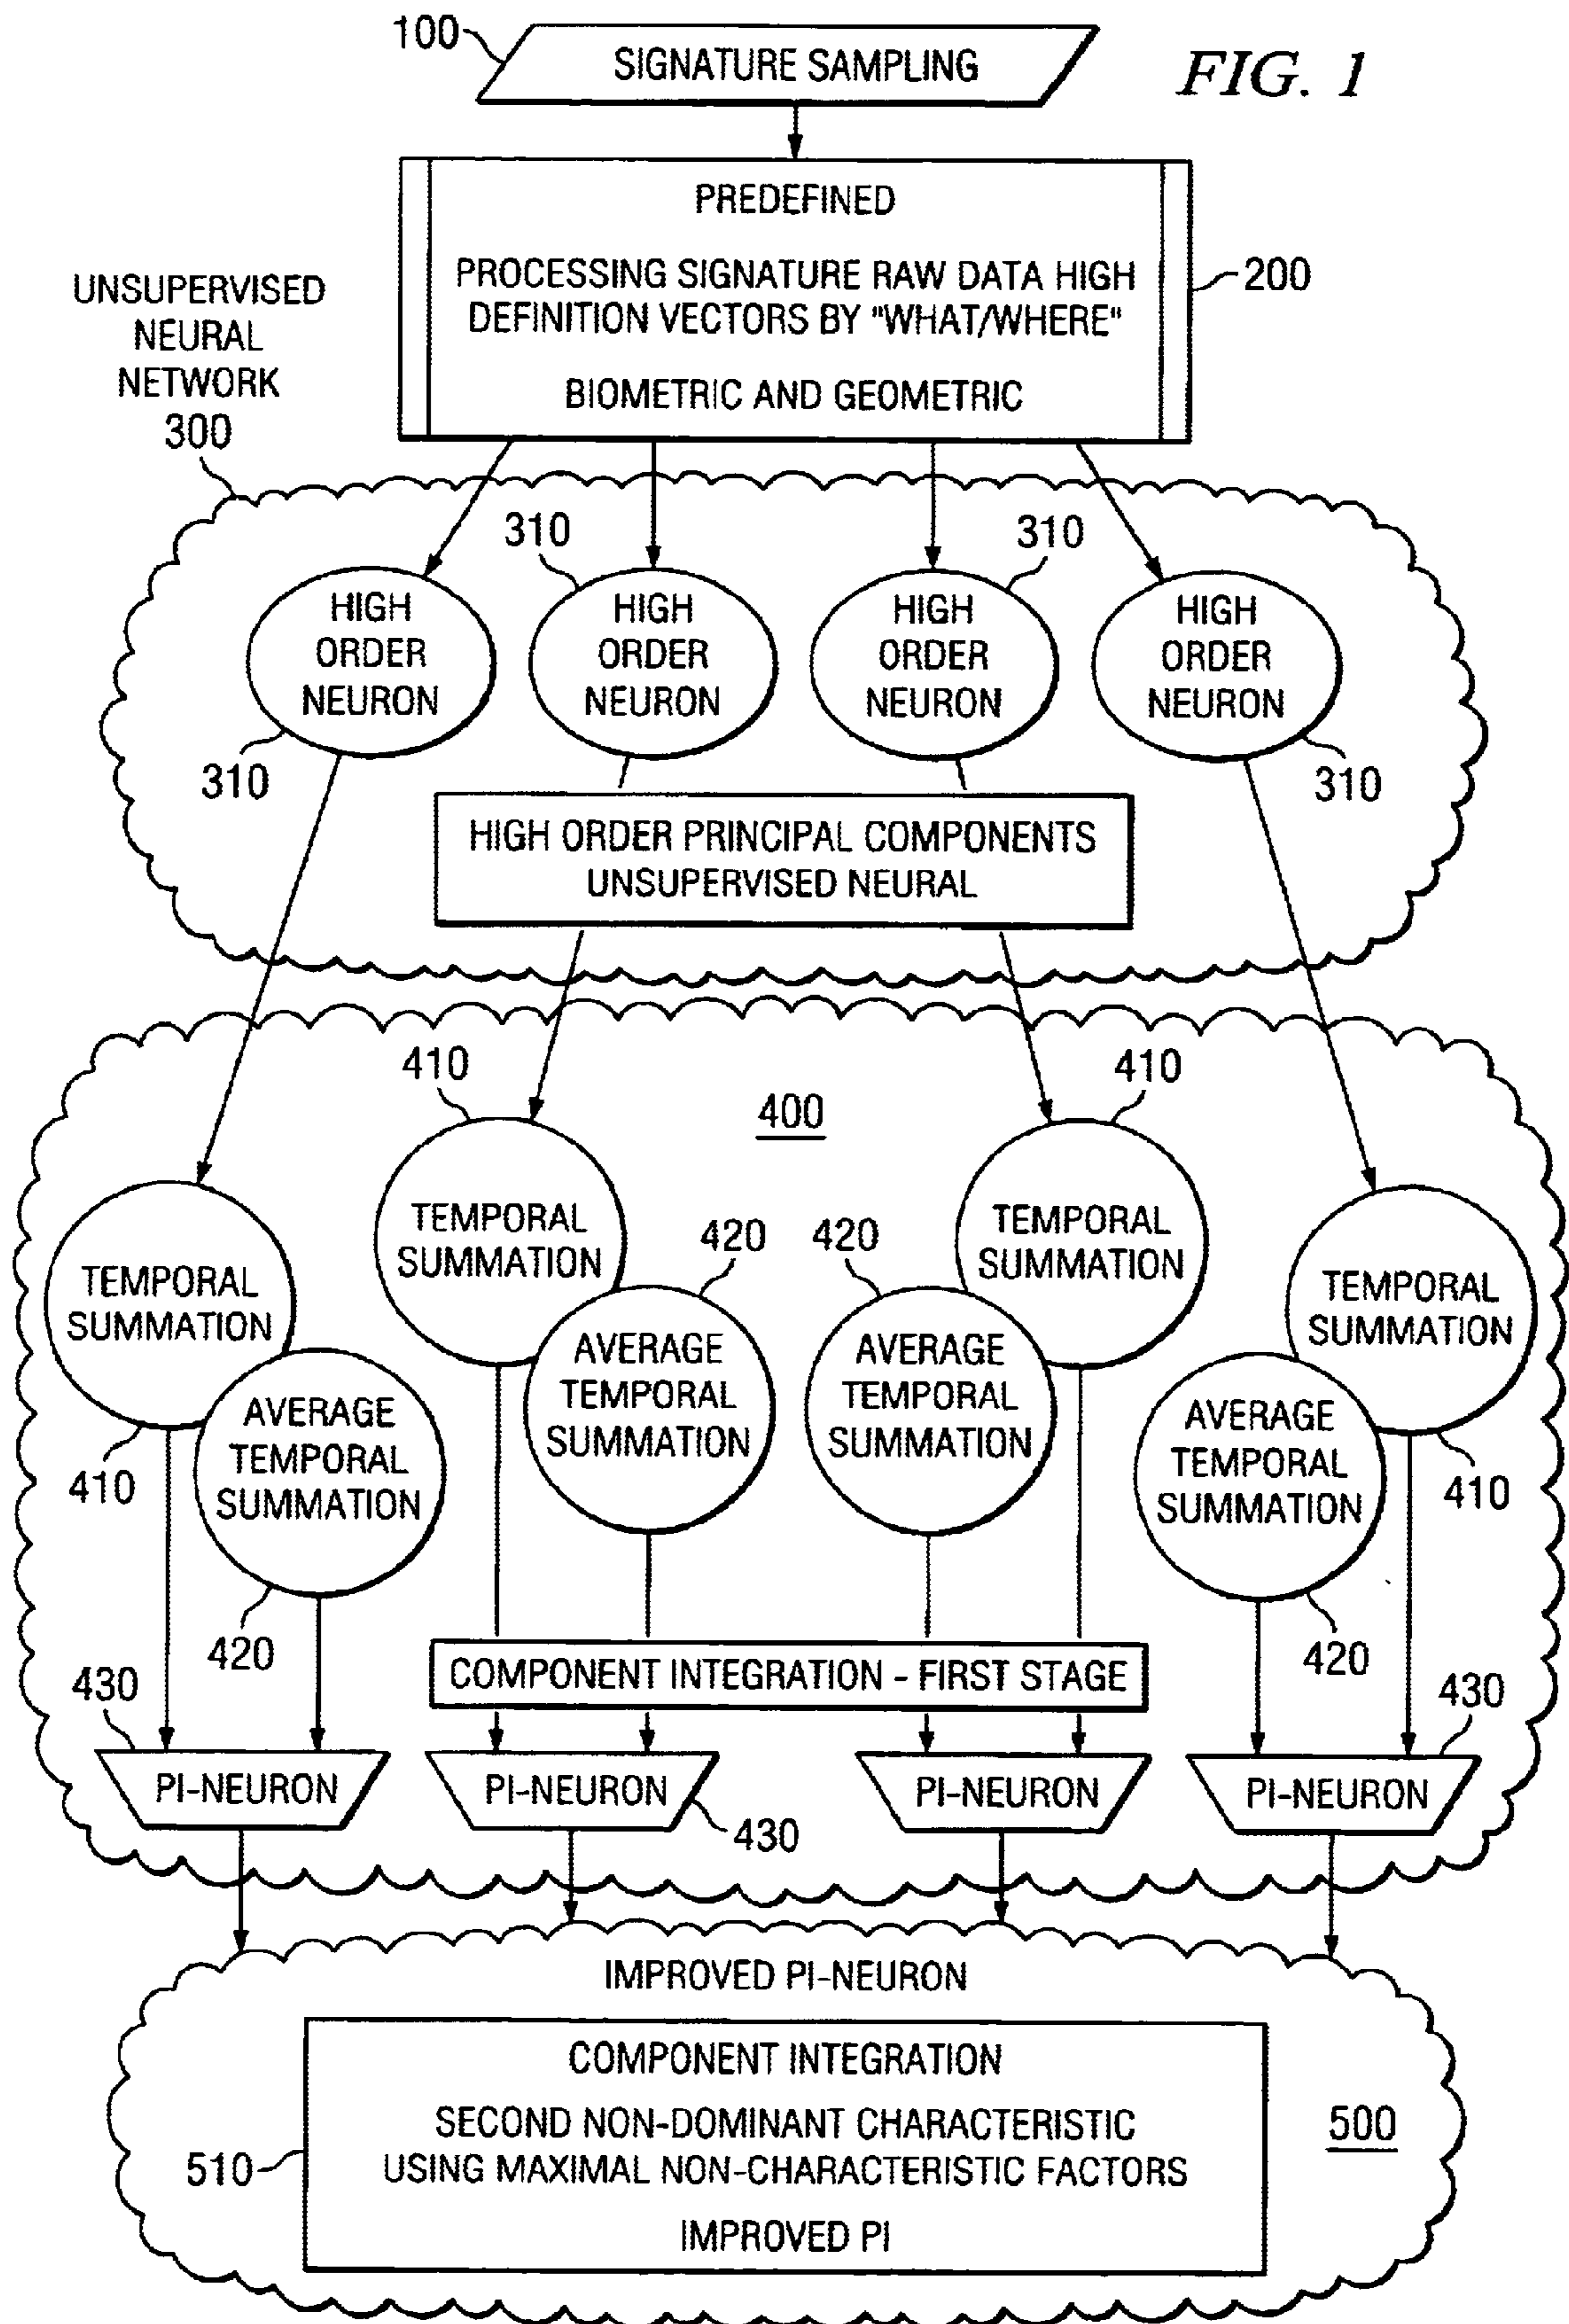 100
SIGNATURE SAMPLING
FIG. 1
PREDEFINED
PROCESSING SIGNATURE RAW DATA HIGH
DEFINITION VECTORS BY "WHAT/WHERE"
BIOMETRIC AND GEOMETRIC
200
UNSUPERVISED
NEURAL
NETWORK
300
310
310
HIGH
ORDER
NEURON
HIGH
ORDER
NEURON
HIGH
ORDER
NEURON
HIGH
ORDER
NEURON
310
310
HIGH ORDER PRINCIPAL COMPONENTS
UNSUPERVISED NEURAL
410
400
410
TEMPORAL
SUMMATION
TEMPORAL
SUMMATION
420
420
TEMPORAL
SUMMATION
TEMPORAL
SUMMATION
AVERAGE
TEMPORAL
SUMMATION
AVERAGE
TEMPORAL
SUMMATION
AVERAGE
TEMPORAL
SUMMATION
AVERAGE
TEMPORAL
SUMMATION
410
410
420
420
COMPONENT INTEGRATION - FIRST STAGE
430
430
PI-NEURON
PI-NEURON
PI-NEURON
PI-NEURON
430
IMPROVED PI-NEURON
COMPONENT INTEGRATION
SECOND NON-DOMINANT CHARACTERISTIC
USING MAXIMAL NON-CHARACTERISTIC FACTORS
IMPROVED PI
500
510